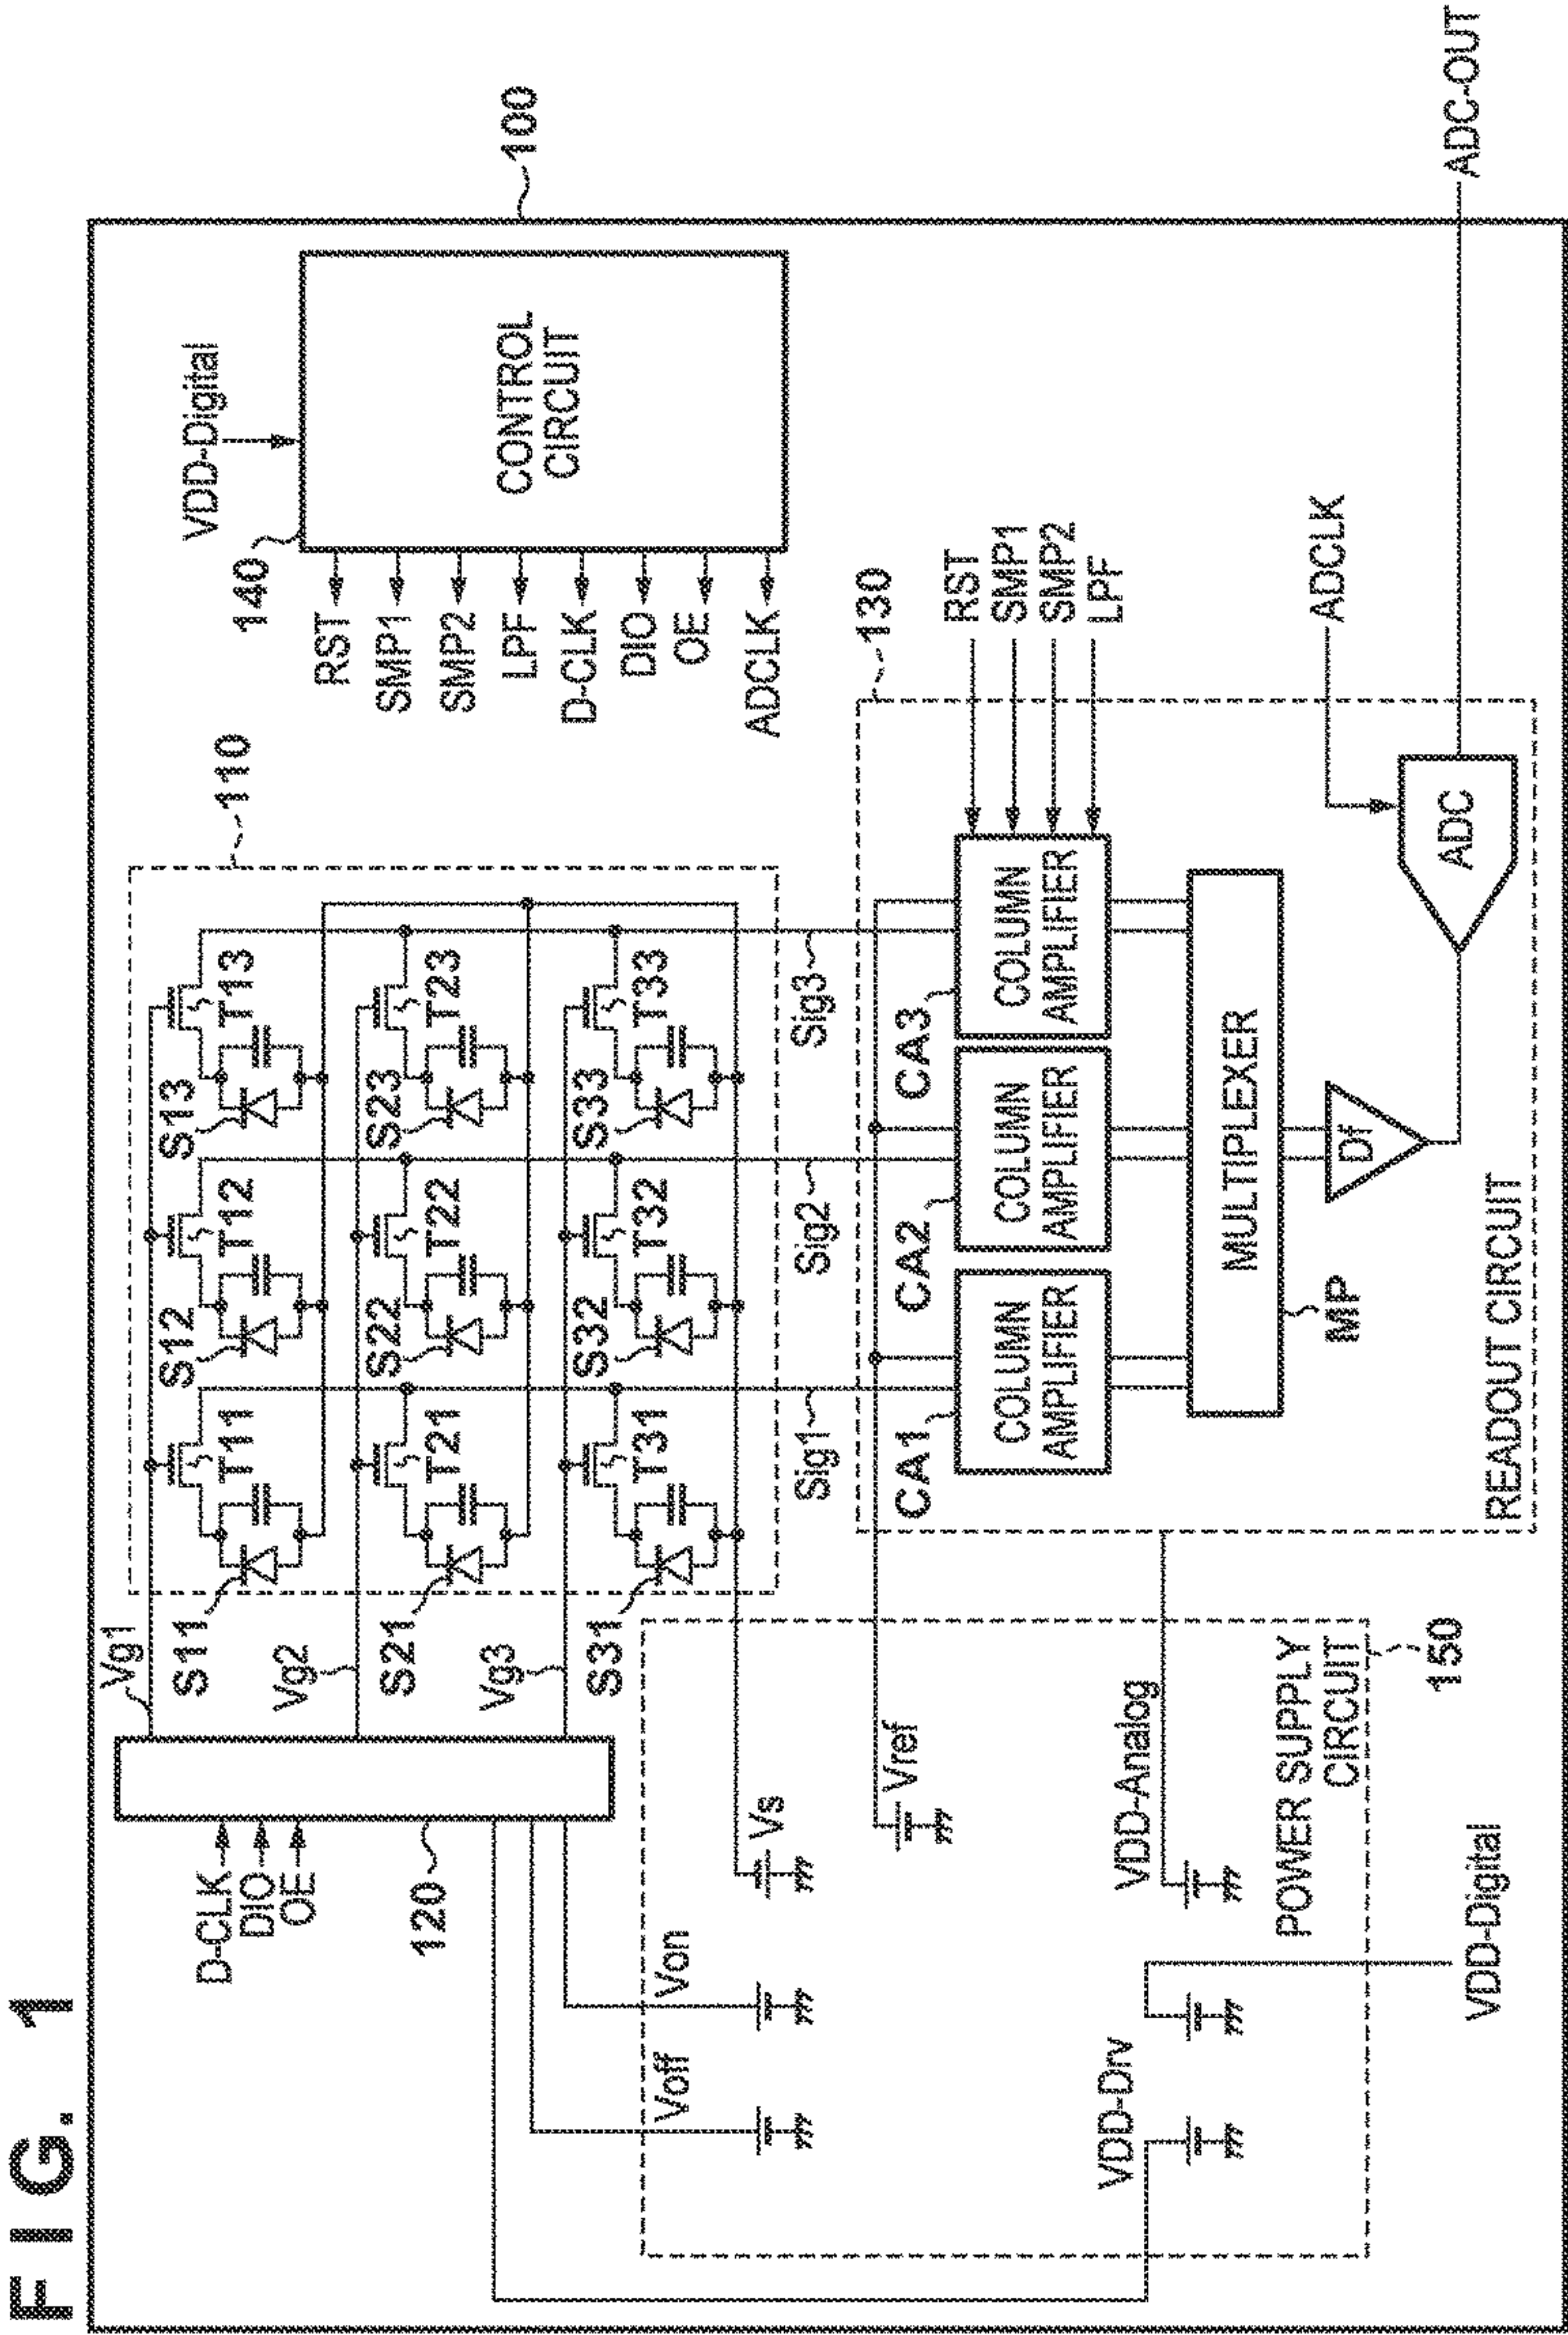 FIG. 1
100
VDD-Digital
140
CONTROL
CIRCUIT
RST
SMP1
SMP2
LPF
D-CLK
DIO
OE
ADCLK
110
Vg1
S11
T11
S12
T12
S13
T13
Vg2
S21
T21
S22
T22
S23
T23
Vg3
S31
T31
S32
T32
S33
T33
D-CLK
DIO
OE
120
Sig1
Sig2
Sig3
130
RST
SMP1
SMP2
LPF
CA1
COLUMN
AMPLIFIER
CA2
COLUMN
AMPLIFIER
CA3
COLUMN
AMPLIFIER
MULTIPLEXER
MP
Df
ADC
ADCLK
ADC-OUT
READOUT CIRCUIT
Voff
Von
Vs
Vref
VDD-Drv
VDD-Analog
POWER SUPPLY
CIRCUIT
150
VDD-Digital